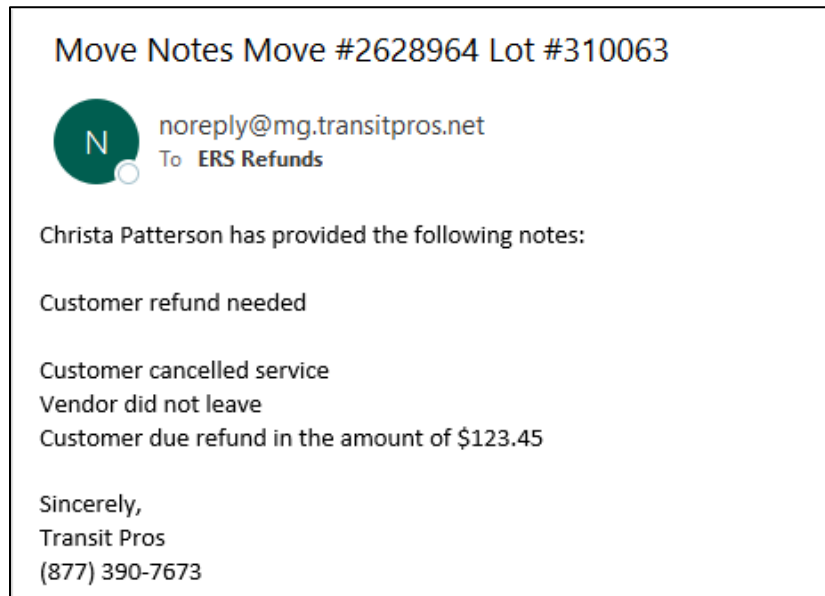 Move Notes Move #2628964 Lot #310063
N
noreply@mg.transitpros.net
To ERS Refunds
Christa Patterson has provided the following notes:
Customer refund needed
Customer cancelled service
Vendor did not leave
Customer due refund in the amount of $123.45
Sincerely,
Transit Pros
(877) 390-7673